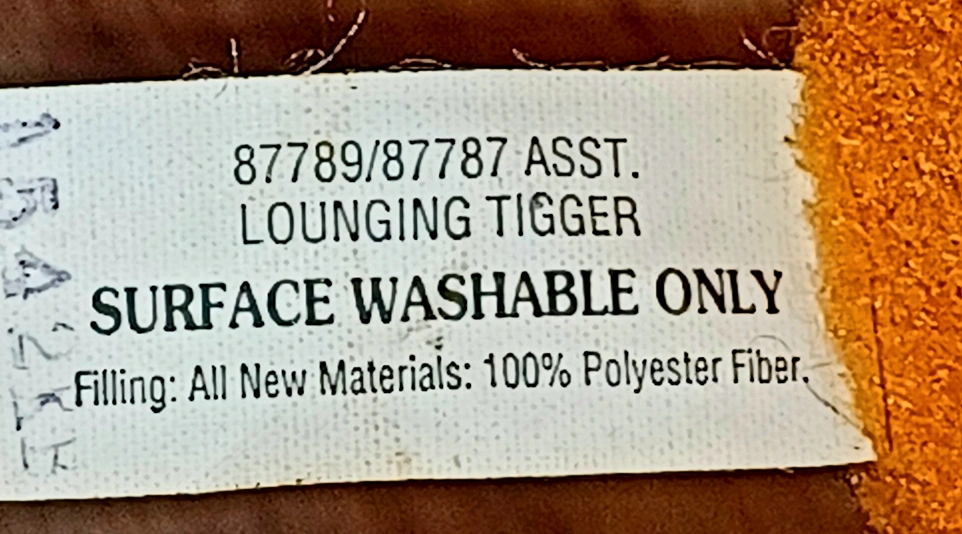 87789/87787 ASST.
LOUNGING TIGGER
SURFACE WASHABLE ONLY
Filling: All New Materials: 100% Polyester Fiber.